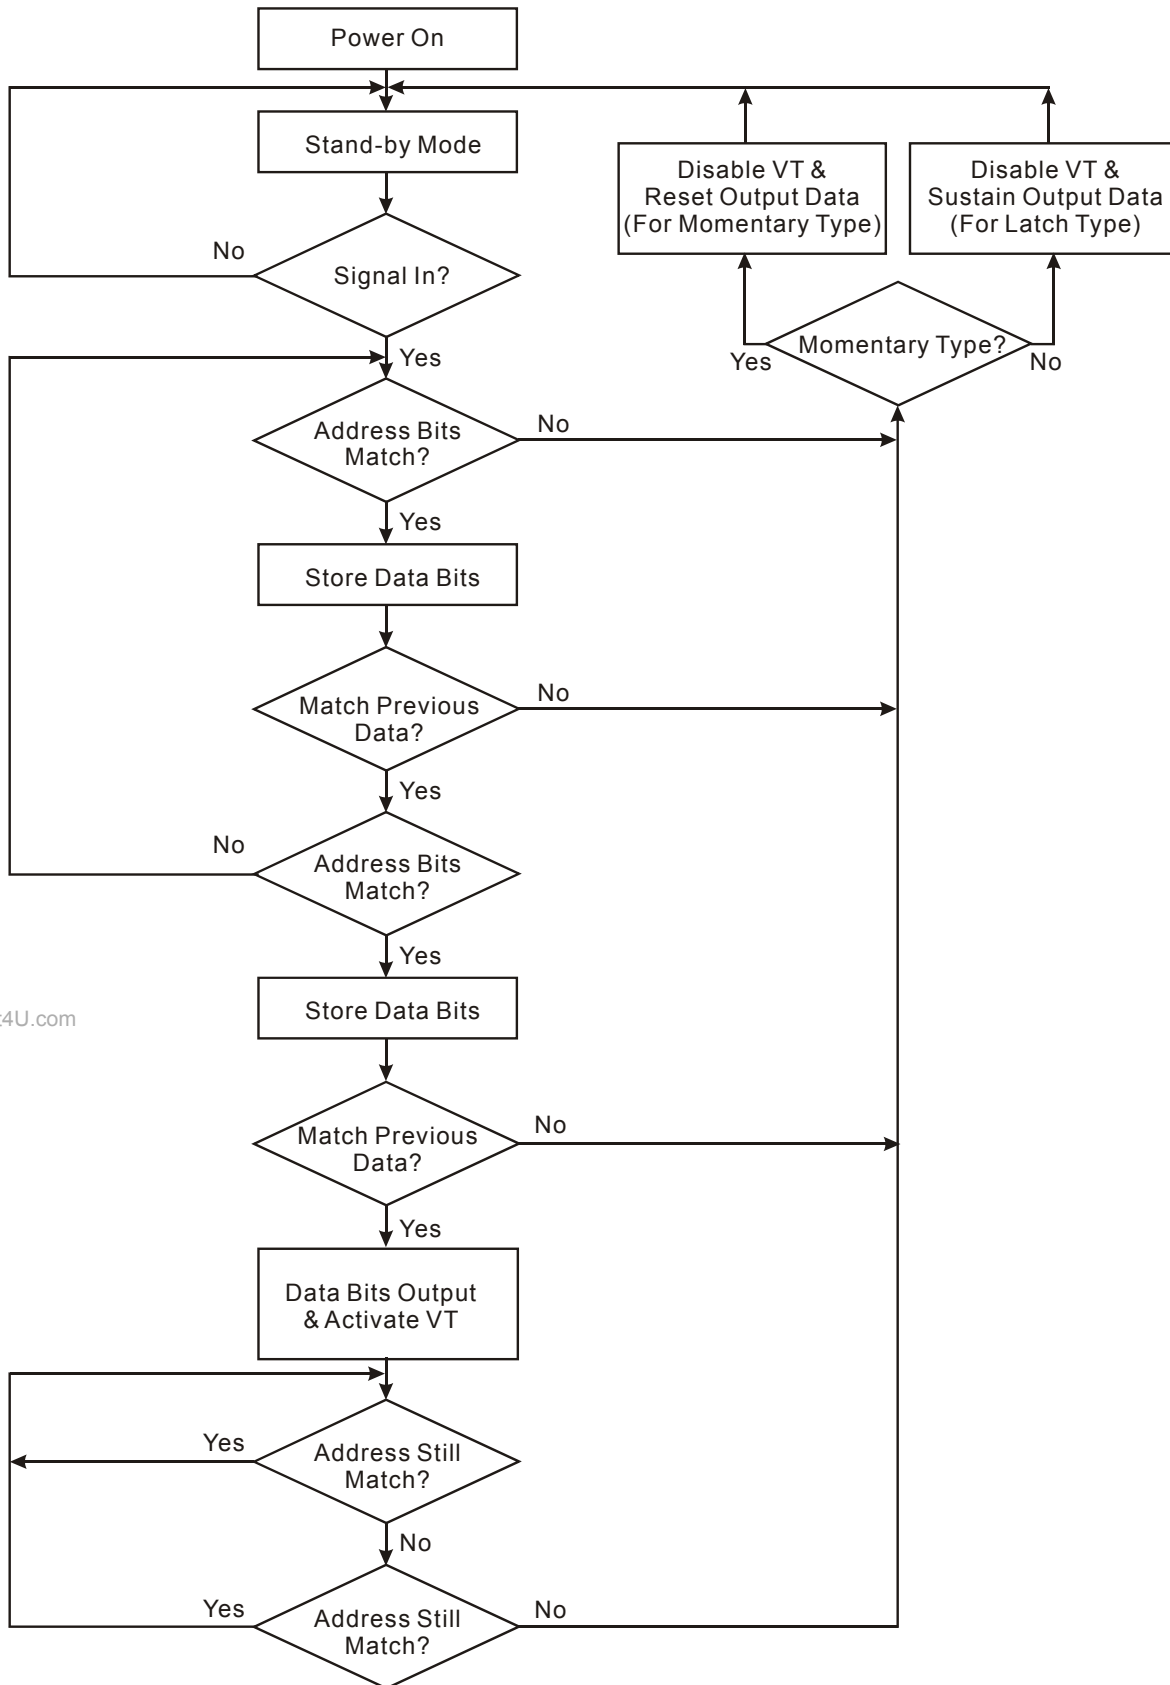 Power On
Stand-by Mode
Disable VT &
Reset Output Data
(For Momentary Type)
Disable VT &
Sustain Output Data
(For Latch Type)
No
Signal In?
Yes
Momentary Type?
Yes
No
Address Bits
Match?
No
Yes
Store Data Bits
Match Previous
Data?
No
Yes
No
Address Bits
Match?
Yes
Store Data Bits
t4U.com
Match Previous
Data?
No
Yes
Data Bits Output
& Activate VT
Yes
Address Still
Match?
No
Yes
Address Still
Match?
No